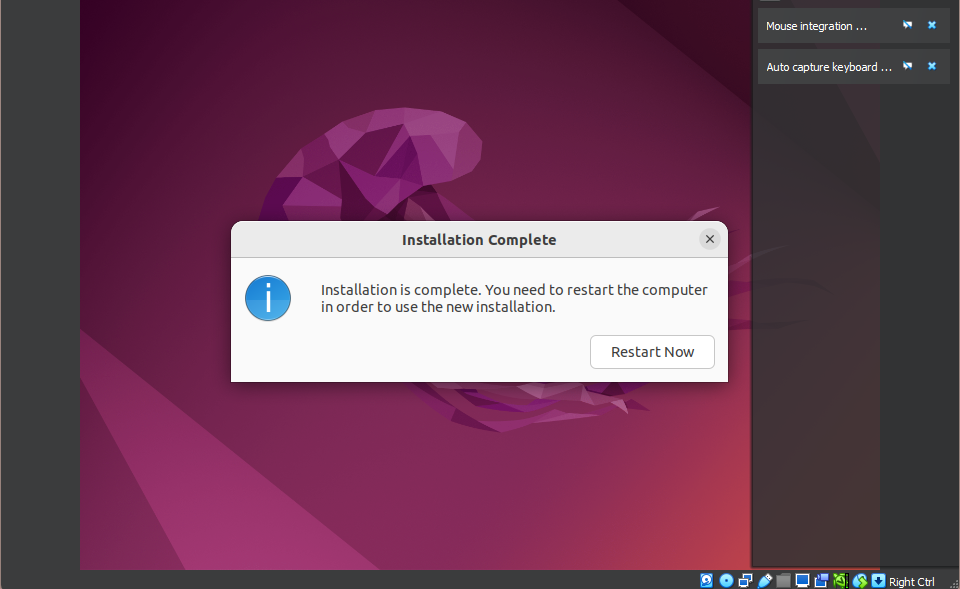 Mouse integration ...
Auto capture keyboard ...
Installation Complete
Installation is complete. You need to restart the computer
in order to use the new installation.
Restart Now
Right Ctrl